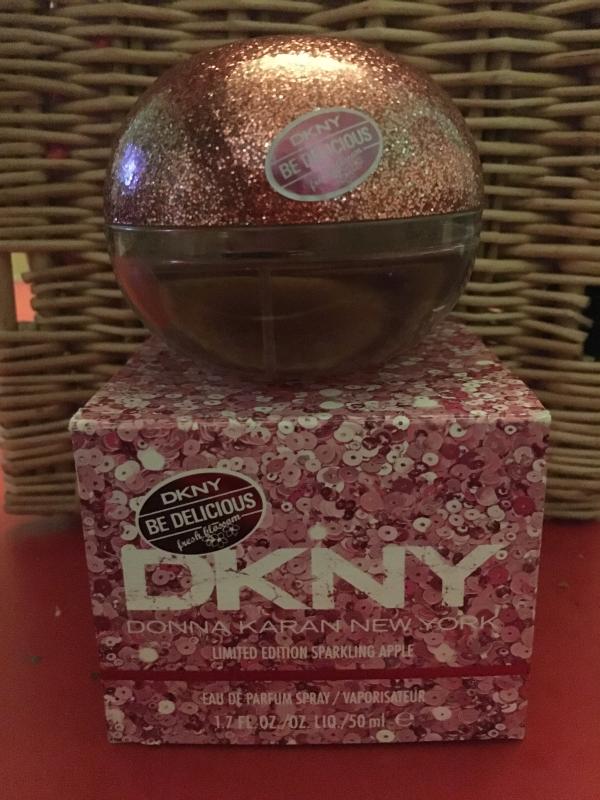 DKNY
BE DELICIOUS
DKNY
BE DELICIOUS
fresh blossom
DKNY
DONNA KARAN NEW YORK
LIMITED EDITION SPARKLING APPLE
EAU DE PARFUM SPRAY / VAPORISATEUR
1.7 FL.OZ./OZ. LIQ./50 ml ℮